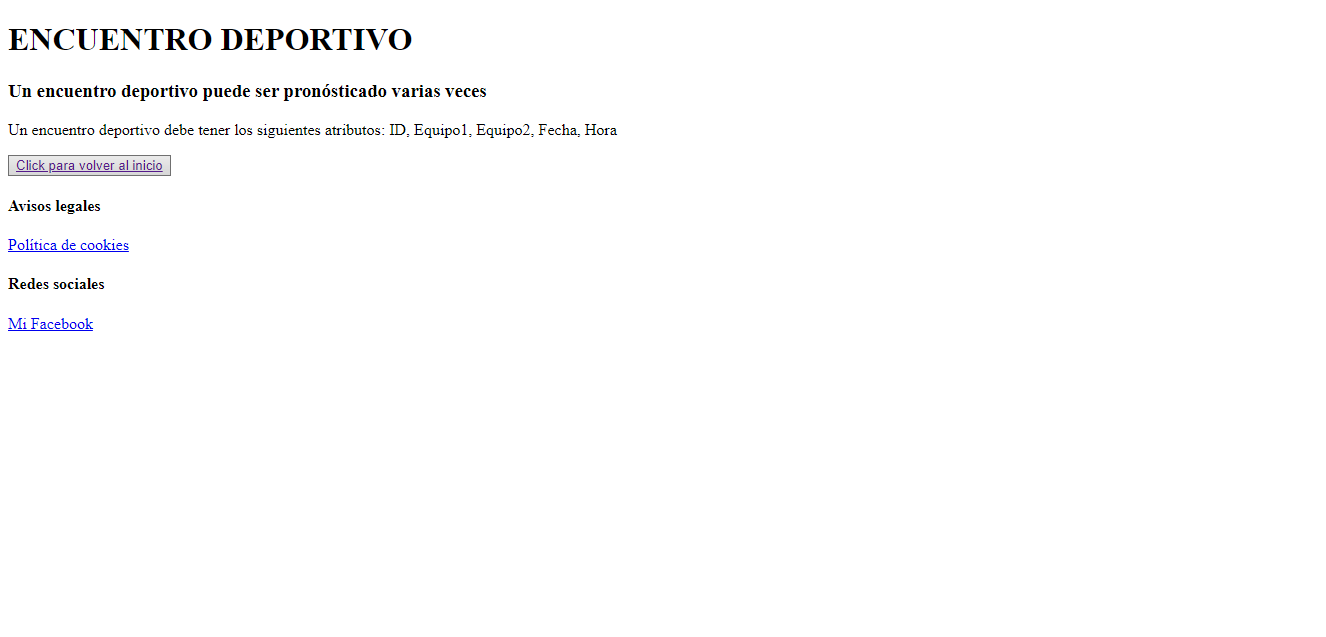 ENCUENTRO DEPORTIVO
Un encuentro deportivo puede ser pronósticado varias veces
Un encuentro deportivo debe tener los siguientes atributos: ID, Equipo1, Equipo2, Fecha, Hora
Click para volver al inicio
Avisos legales
Política de cookies
Redes sociales
Mi Facebook